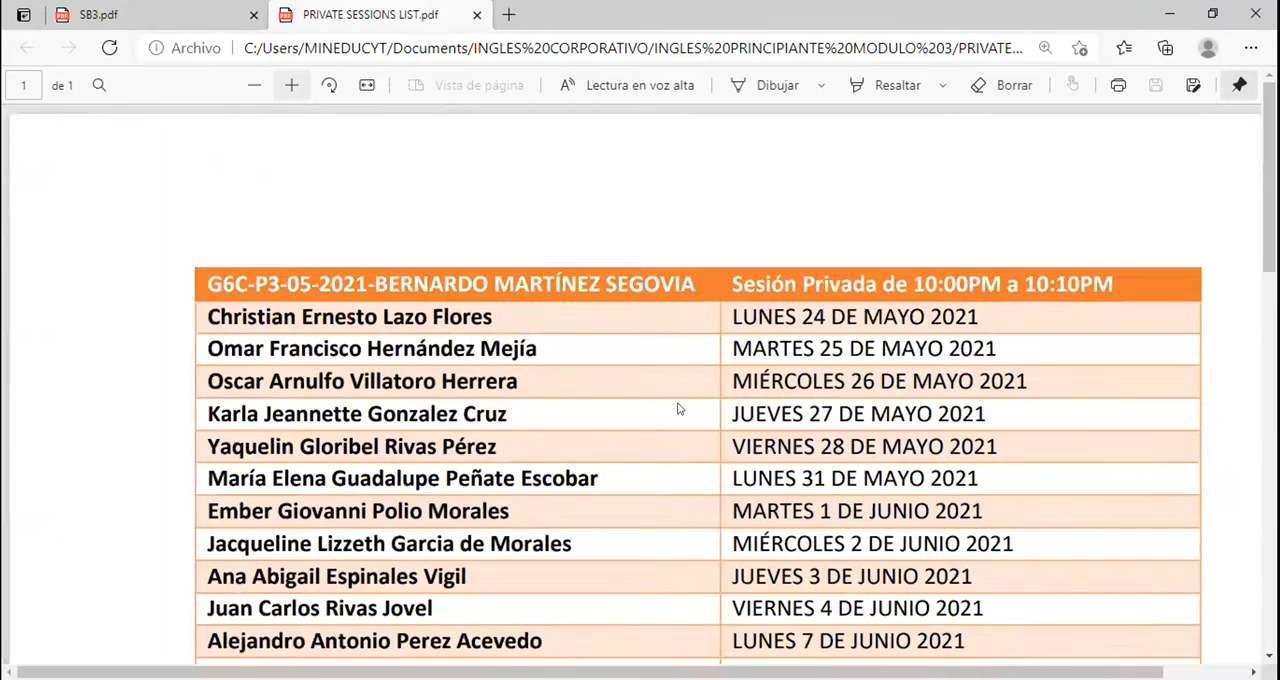 SB3.pdf
PRIVATE SESSIONS LIST.pdf
Archivo C:/Users/MINEDUCYT/Documents/INGLES%20CORPORATIVO/INGLES%20PRINCIPIANTE%20MODULO%203/PRIVATE...
1 de 1 Vista de página Lectura en voz alta Dibujar Resaltar Borrar
G6C-P3-05-2021-BERNARDO MARTÍNEZ SEGOVIA Sesión Privada de 10:00PM a 10:10PM
Christian Ernesto Lazo Flores LUNES 24 DE MAYO 2021
Omar Francisco Hernández Mejía MARTES 25 DE MAYO 2021
Oscar Arnulfo Villatoro Herrera MIÉRCOLES 26 DE MAYO 2021
Karla Jeannette Gonzalez Cruz JUEVES 27 DE MAYO 2021
Yaquelin Gloribel Rivas Pérez VIERNES 28 DE MAYO 2021
María Elena Guadalupe Peñate Escobar LUNES 31 DE MAYO 2021
Ember Giovanni Polio Morales MARTES 1 DE JUNIO 2021
Jacqueline Lizzeth Garcia de Morales MIÉRCOLES 2 DE JUNIO 2021
Ana Abigail Espinales Vigil JUEVES 3 DE JUNIO 2021
Juan Carlos Rivas Jovel VIERNES 4 DE JUNIO 2021
Alejandro Antonio Perez Acevedo LUNES 7 DE JUNIO 2021